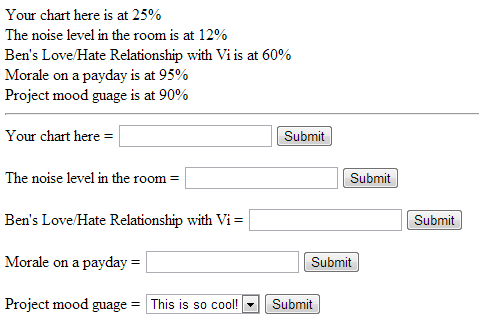 Your chart here is at 25%
The noise level in the room is at 12%
Ben's Love/Hate Relationship with Vi is at 60%
Morale on a payday is at 95%
Project mood guage is at 90%
Your chart here = Submit
The noise level in the room = Submit
Ben's Love/Hate Relationship with Vi = Submit
Morale on a payday = Submit
Project mood guage = This is so cool! Submit